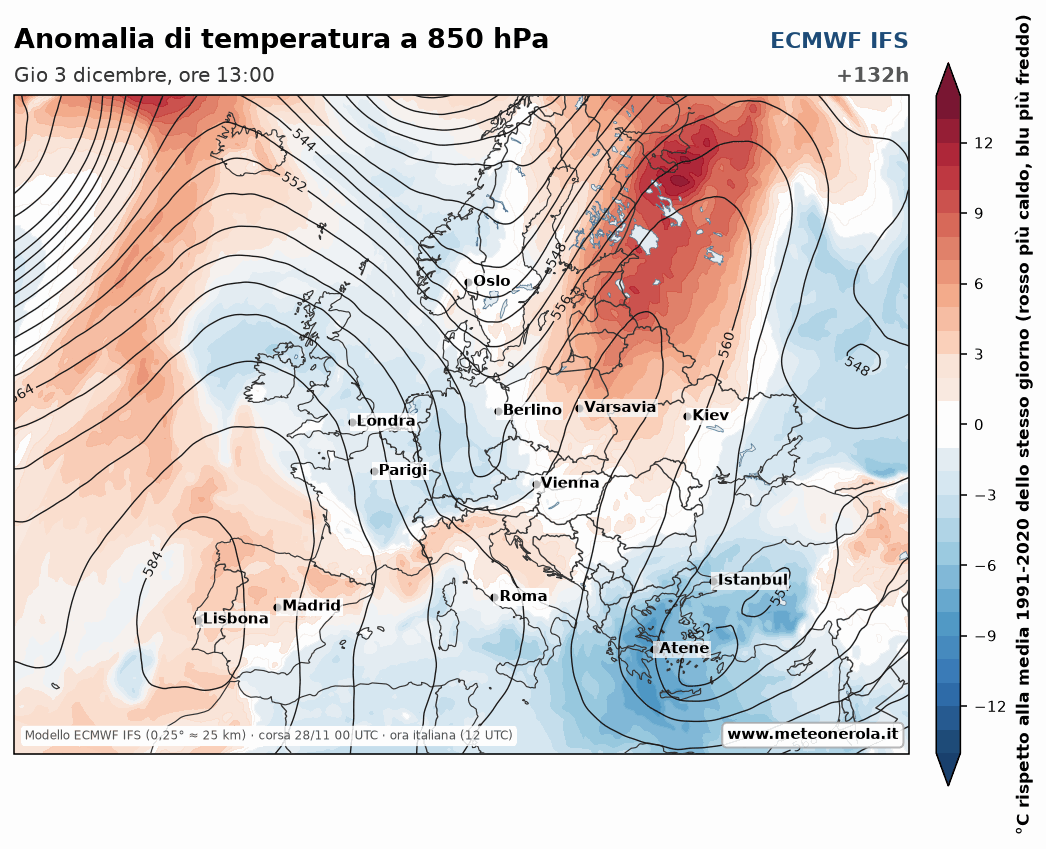 Anomalia di temperatura a 850 hPa
ECMWF IFS
Gio 3 dicembre, ore 13:00
+132h
544
552
548
556
560
564
548
584
552
Oslo
Berlino
Varsavia
Kiev
Londra
Parigi
Vienna
Istanbul
Roma
Madrid
Lisbona
Atene
Modello ECMWF IFS (0,25° ≈ 25 km) · corsa 28/11 00 UTC · ora italiana (12 UTC)
www.meteonerola.it
12
9
6
3
0
−3
−6
−9
−12
°C rispetto alla media 1991-2020 dello stesso giorno (rosso più caldo, blu più freddo)